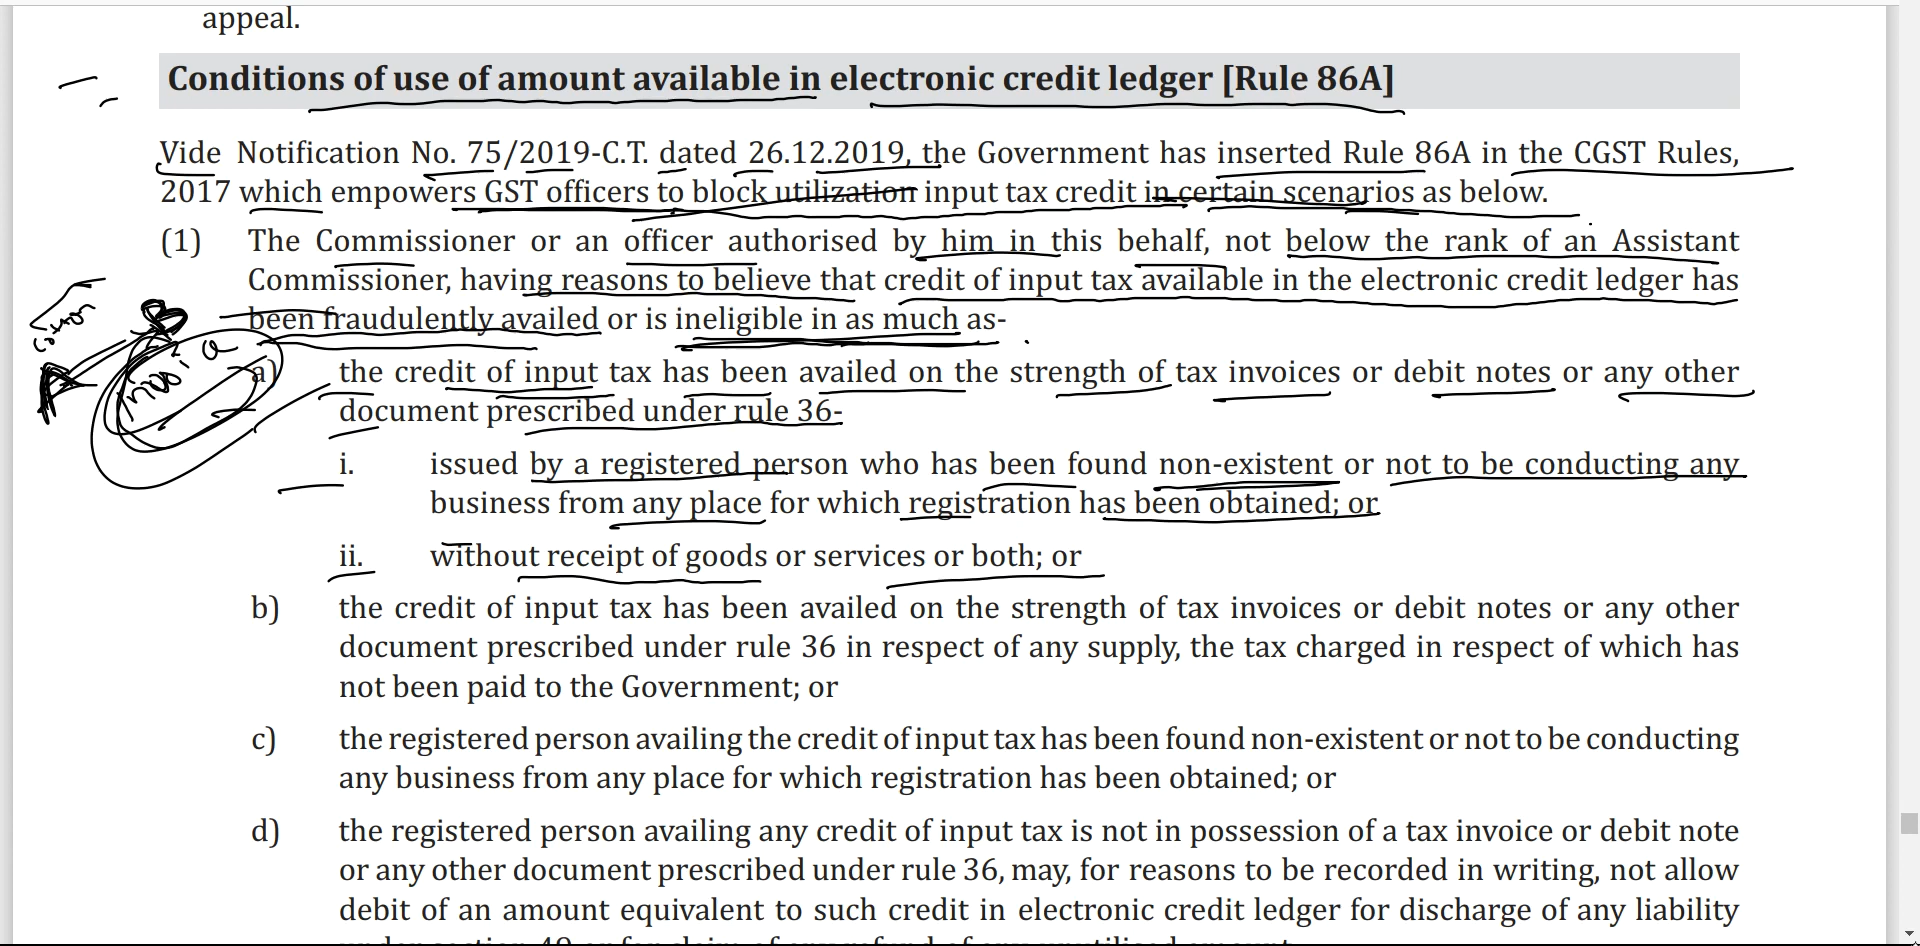 appeal.
Conditions of use of amount available in electronic credit ledger [Rule 86A]
Vide Notification No. 75/2019-C.T. dated 26.12.2019, the Government has inserted Rule 86A in the CGST Rules,
2017 which empowers GST officers to block utilization input tax credit in certain scenarios as below.
(1) The Commissioner or an officer authorised by him in this behalf, not below the rank of an Assistant
Commissioner, having reasons to believe that credit of input tax available in the electronic credit ledger has
been fraudulently availed or is ineligible in as much as-
a) the credit of input tax has been availed on the strength of tax invoices or debit notes or any other
document prescribed under rule 36-
i. issued by a registered person who has been found non-existent or not to be conducting any
business from any place for which registration has been obtained; or
ii. without receipt of goods or services or both; or
b) the credit of input tax has been availed on the strength of tax invoices or debit notes or any other
document prescribed under rule 36 in respect of any supply, the tax charged in respect of which has
not been paid to the Government; or
c) the registered person availing the credit of input tax has been found non-existent or not to be conducting
any business from any place for which registration has been obtained; or
d) the registered person availing any credit of input tax is not in possession of a tax invoice or debit note
or any other document prescribed under rule 36, may, for reasons to be recorded in writing, not allow
debit of an amount equivalent to such credit in electronic credit ledger for discharge of any liability